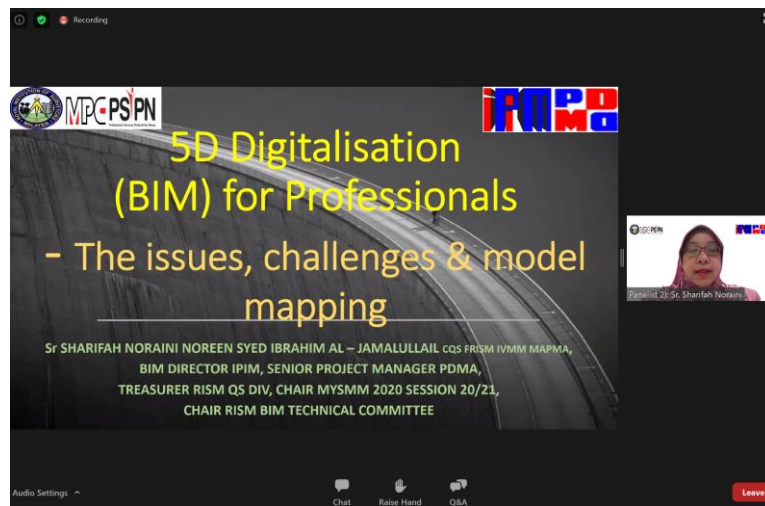 Recording
MPC-PSPN
5D Digitalisation
(BIM) for Professionals
- The issues, challenges & model
mapping
Sr SHARIFAH NORAINI NOREEN SYED IBRAHIM AL – JAMALULLAIL CQS FRISM IVMM MAPMA,
BIM DIRECTOR IPIM, SENIOR PROJECT MANAGER PDMA,
TREASURER RISM QS DIV, CHAIR MYSMM 2020 SESSION 20/21,
CHAIR RISM BIM TECHNICAL COMMITTEE
Panelist 2): Sr. Sharifah Noraini
Audio Settings
Chat
Raise Hand
Q&A
Leave